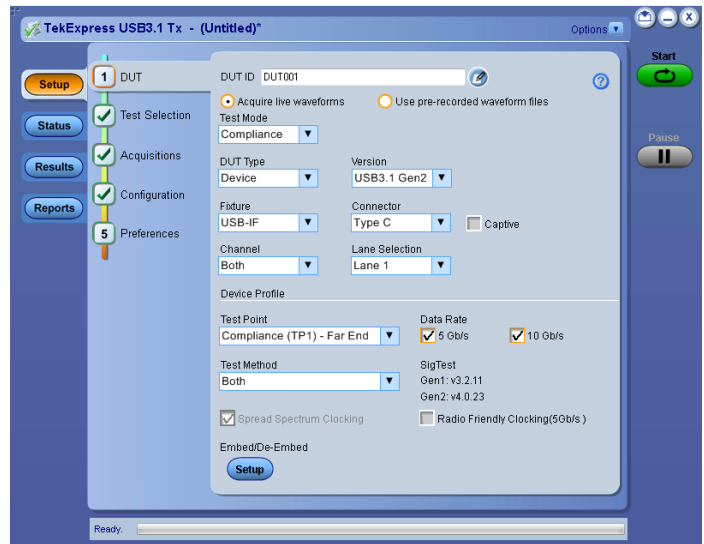 TekExpress USB3.1 Tx - (Untitled)*
Options
Start
Pause
Setup
Status
Results
Reports
1 DUT
Test Selection
Acquisitions
Configuration
5 Preferences
DUT ID DUT001
Acquire live waveforms Use pre-recorded waveform files
Test Mode
Compliance
DUT Type Version
Device USB3.1 Gen2
Fixture Connector
USB-IF Type C Captive
Channel Lane Selection
Both Lane 1
Device Profile
Test Point Data Rate
Compliance (TP1) - Far End 5 Gb/s 10 Gb/s
Test Method SigTest
Both Gen1: v3.2.11
Gen2: v4.0.23
Spread Spectrum Clocking Radio Friendly Clocking(5Gb/s )
Embed/De-Embed
Setup
Ready.